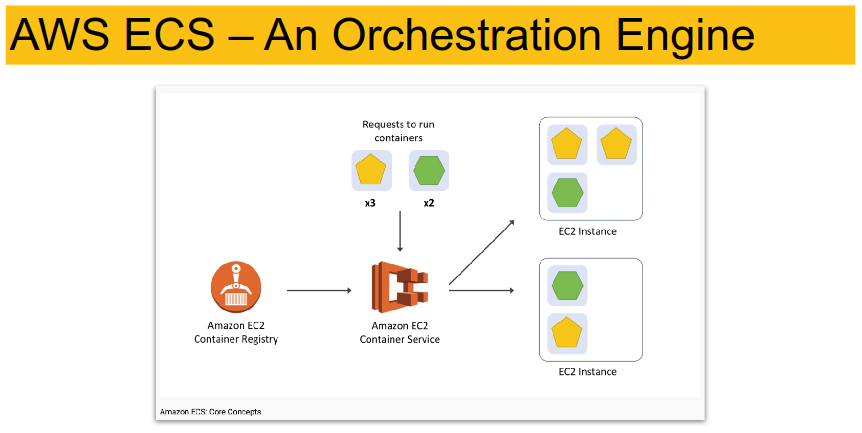 AWS ECS – An Orchestration Engine
Requests to run
containers
x3
x2
EC2 Instance
Amazon EC2
Container Registry
Amazon EC2
Container Service
EC2 Instance
Amazon ECS: Core Concepts